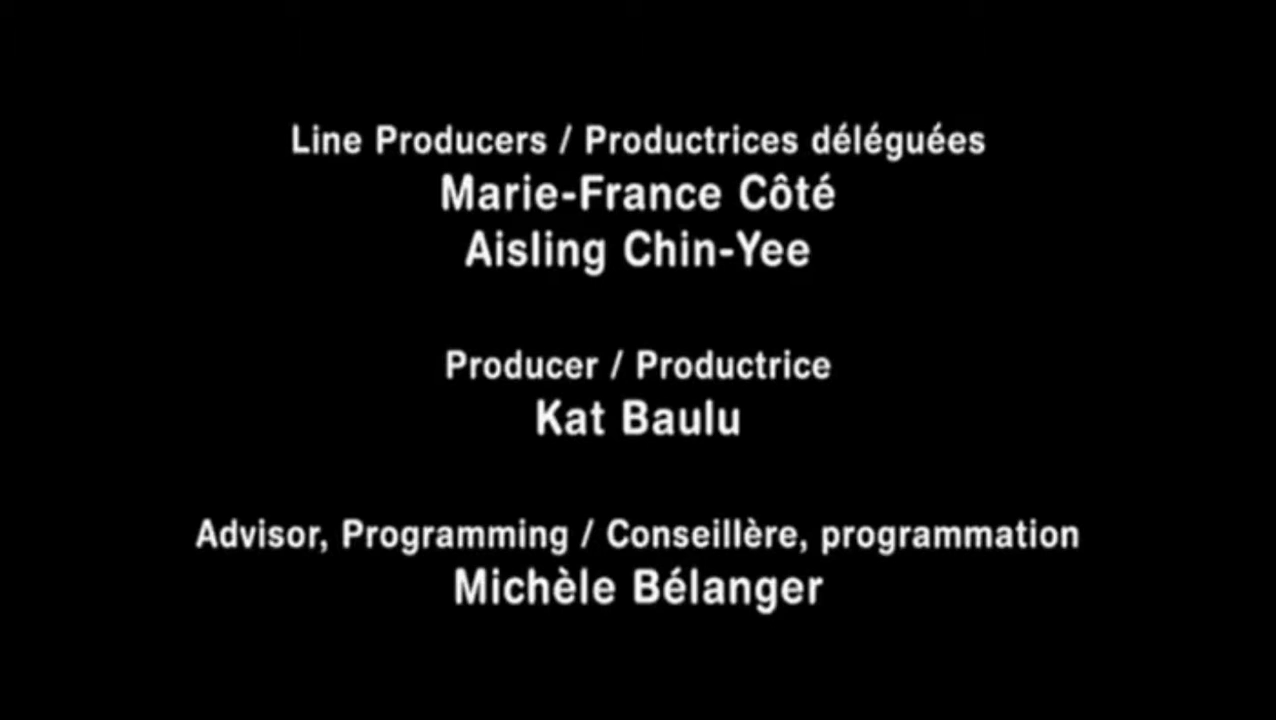 Line Producers / Productrices déléguées
Marie-France Côté
Aisling Chin-Yee
Producer / Productrice
Kat Baulu
Advisor, Programming / Conseillère, programmation
Michèle Bélanger